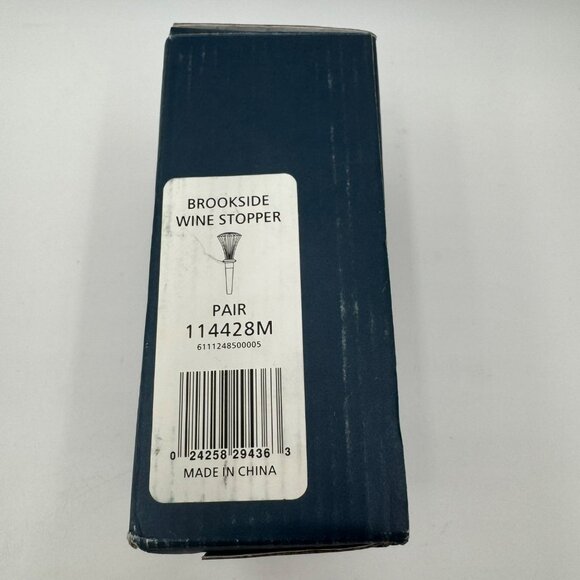 BROOKSIDE
WINE STOPPER
PAIR
114428M
6111248500005
0 24258 29436 3
MADE IN CHINA